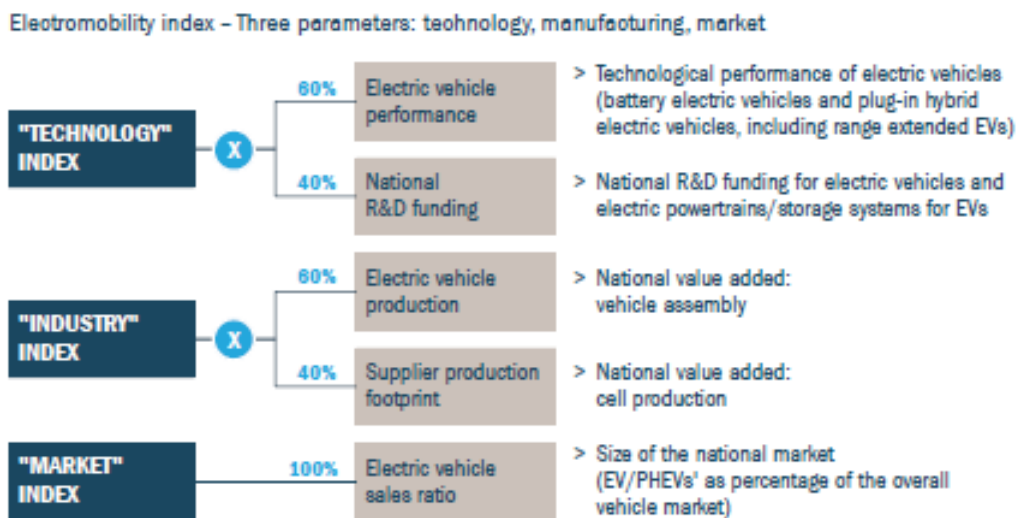 Electromobility index – Three parameters: technology, manufacturing, market
"TECHNOLOGY"
INDEX
X
60%
Electric vehicle
performance
> Technological performance of electric vehicles
(battery electric vehicles and plug-in hybrid
electric vehicles, including range extended EVs)
40%
National
R&D funding
> National R&D funding for electric vehicles and
electric powertrains/storage systems for EVs
"INDUSTRY"
INDEX
X
60%
Electric vehicle
production
> National value added:
vehicle assembly
40%
Supplier production
footprint
> National value added:
cell production
"MARKET"
INDEX
100%
Electric vehicle
sales ratio
> Size of the national market
(EV/PHEVs' as percentage of the overall
vehicle market)